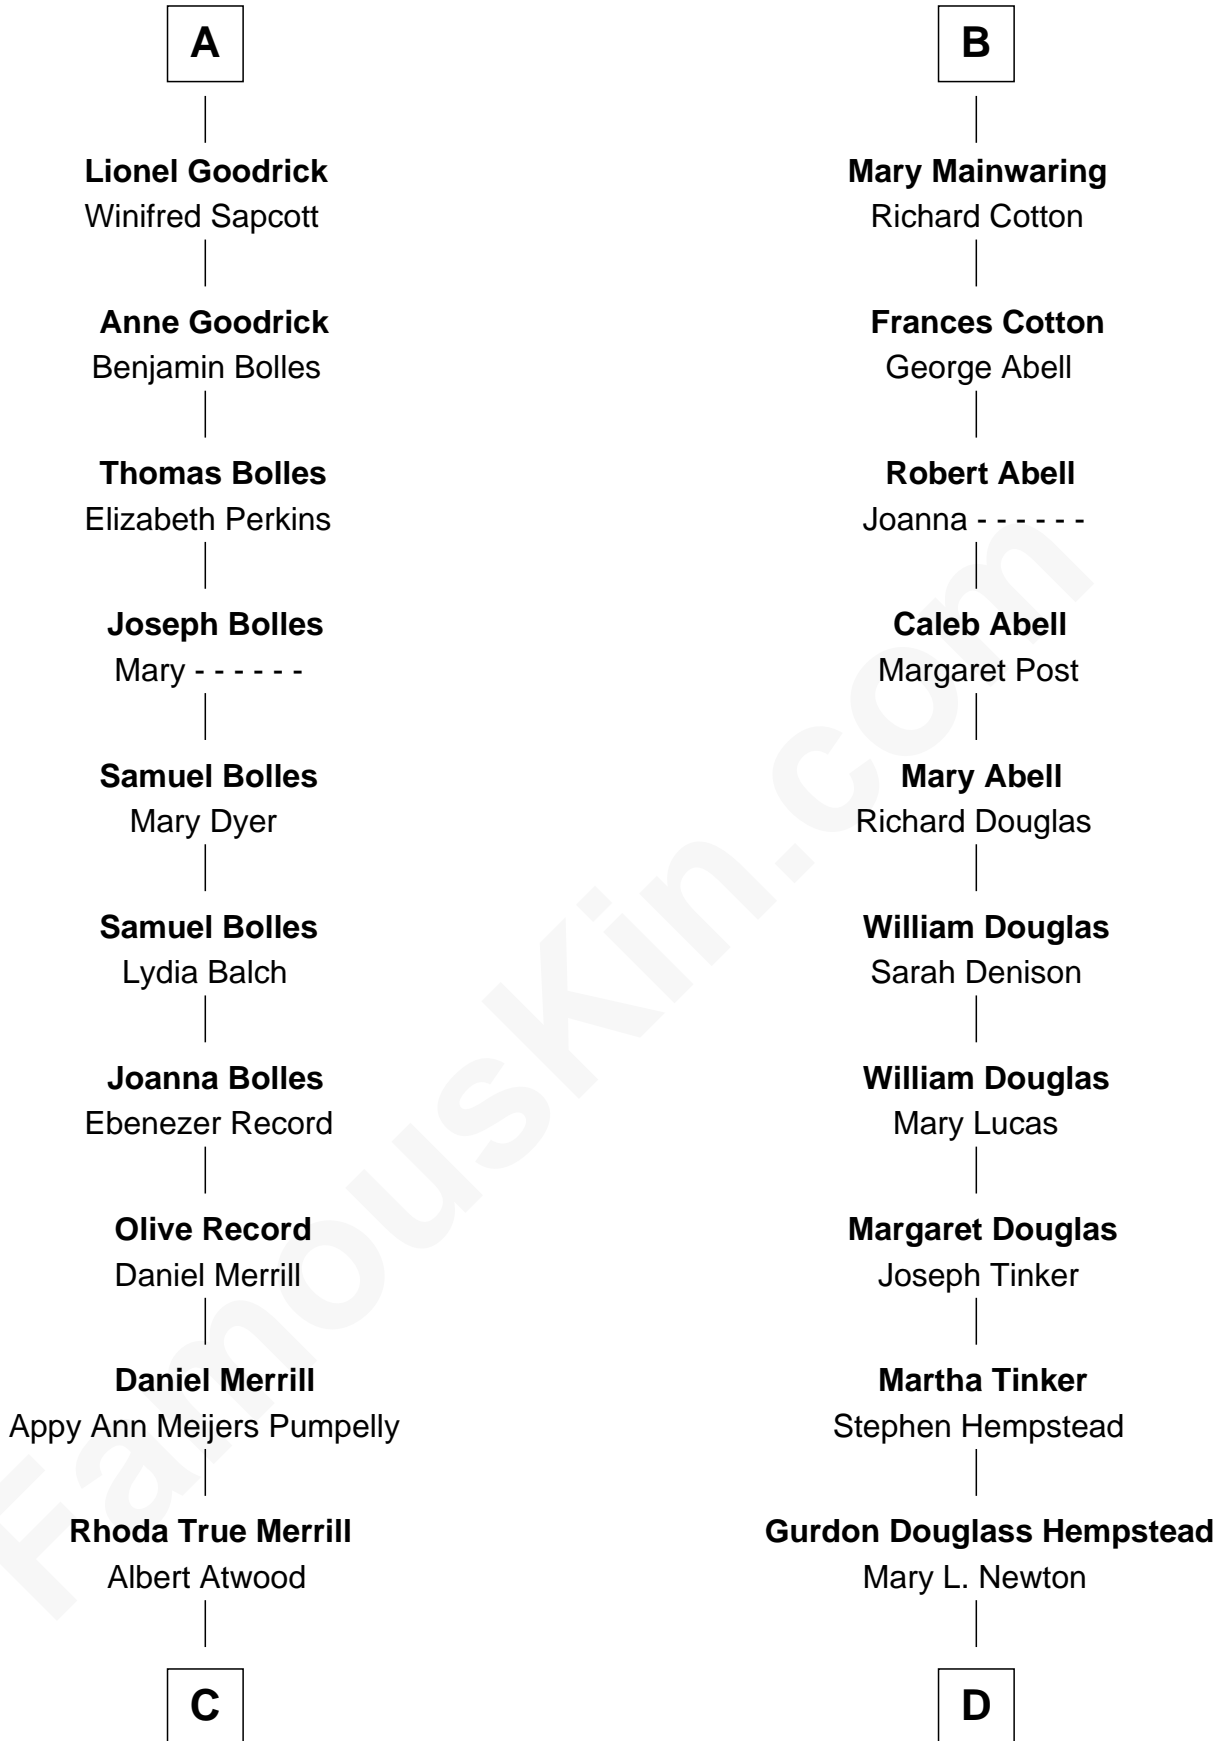 A
Lionel Goodrick
Winifred Sapcott
Anne Goodrick
Benjamin Bolles
Thomas Bolles
Elizabeth Perkins
Joseph Bolles
Mary - - - - - -
Samuel Bolles
Mary Dyer
Samuel Bolles
Lydia Balch
Joanna Bolles
Ebenezer Record
Olive Record
Daniel Merrill
Daniel Merrill
Appy Ann Meijers Pumpelly
Rhoda True Merrill
Albert Atwood
C
B
Mary Mainwaring
Richard Cotton
Frances Cotton
George Abell
Robert Abell
Joanna - - - - - -
Caleb Abell
Margaret Post
Mary Abell
Richard Douglas
William Douglas
Sarah Denison
William Douglas
Mary Lucas
Margaret Douglas
Joseph Tinker
Martha Tinker
Stephen Hempstead
Gurdon Douglass Hempstead
Mary L. Newton
D
FamousKin.com